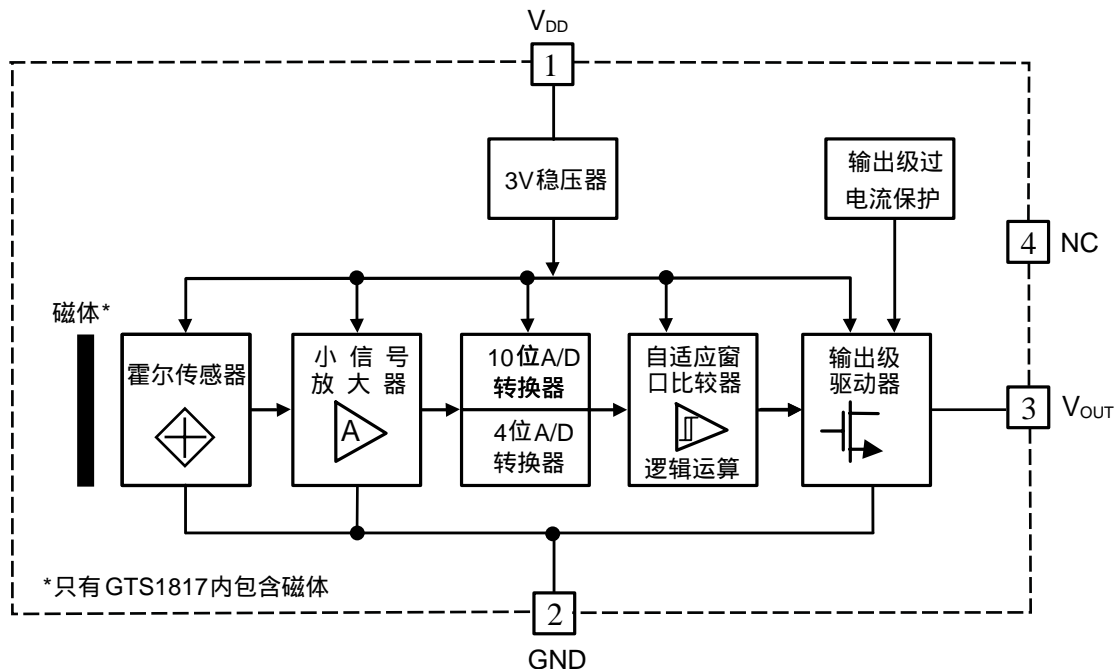 VDD
1
3V稳压器
输出级过
电流保护
4 NC
磁体*
霍尔传感器
小信号
放大器
A
10位A/D
转换器
4位A/D
转换器
自适应窗
口比较器
逻辑运算
输出级
驱动器
3 VOUT
*只有GTS1817内包含磁体
2
GND